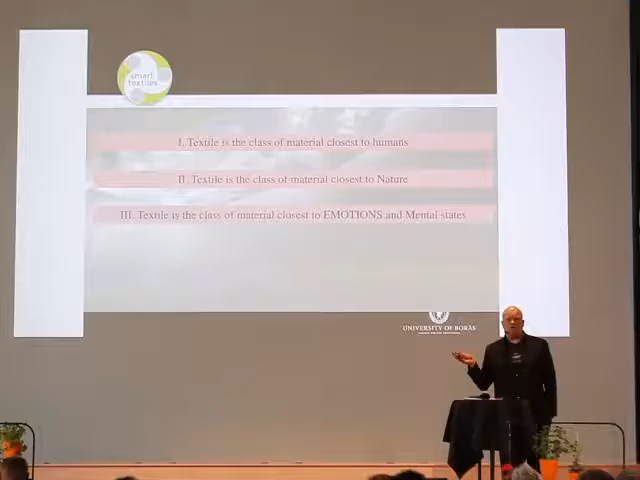 smart
textiles
I. Textile is the class of material closest to humans
II. Textile is the class of material closest to Nature
III. Textile is the class of material closest to EMOTIONS and Mental states
UNIVERSITY OF BORÅS